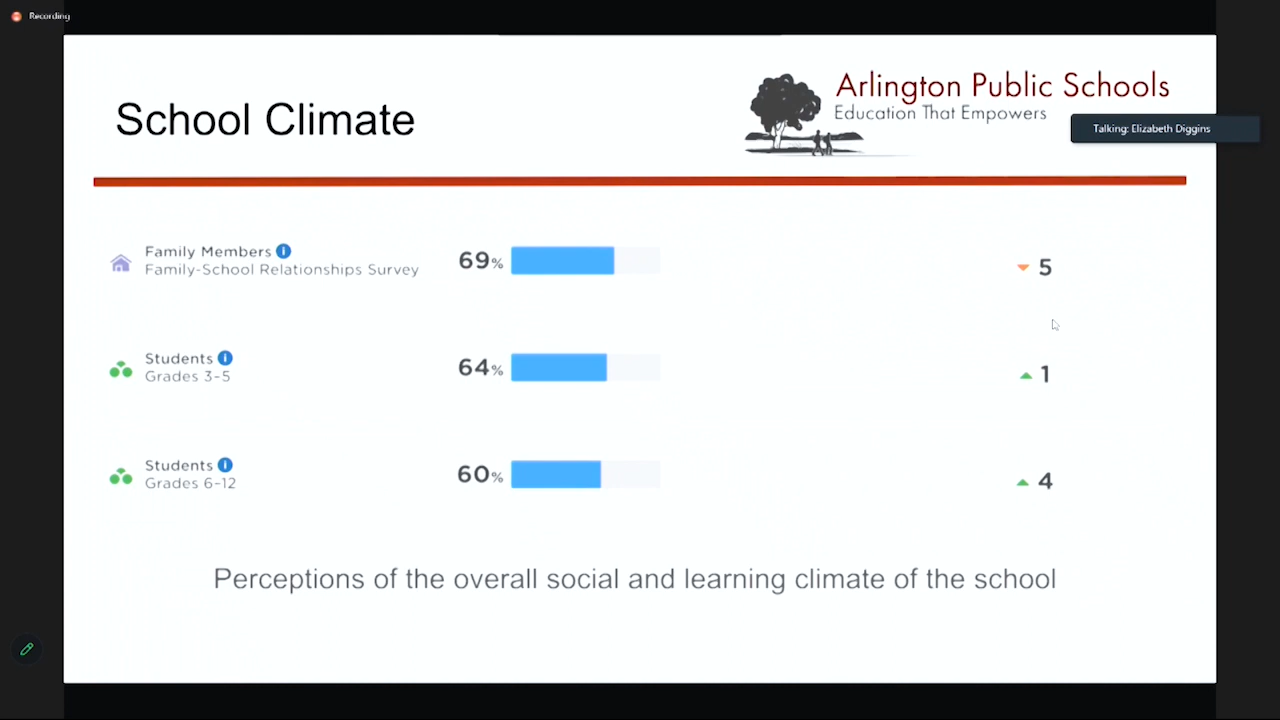 Recording
School Climate
Arlington Public Schools
Education That Empowers
Talking: Elizabeth Diggins
Family Members i
Family-School Relationships Survey
69%
5
Students i
Grades 3-5
64%
1
Students i
Grades 6-12
60%
4
Perceptions of the overall social and learning climate of the school